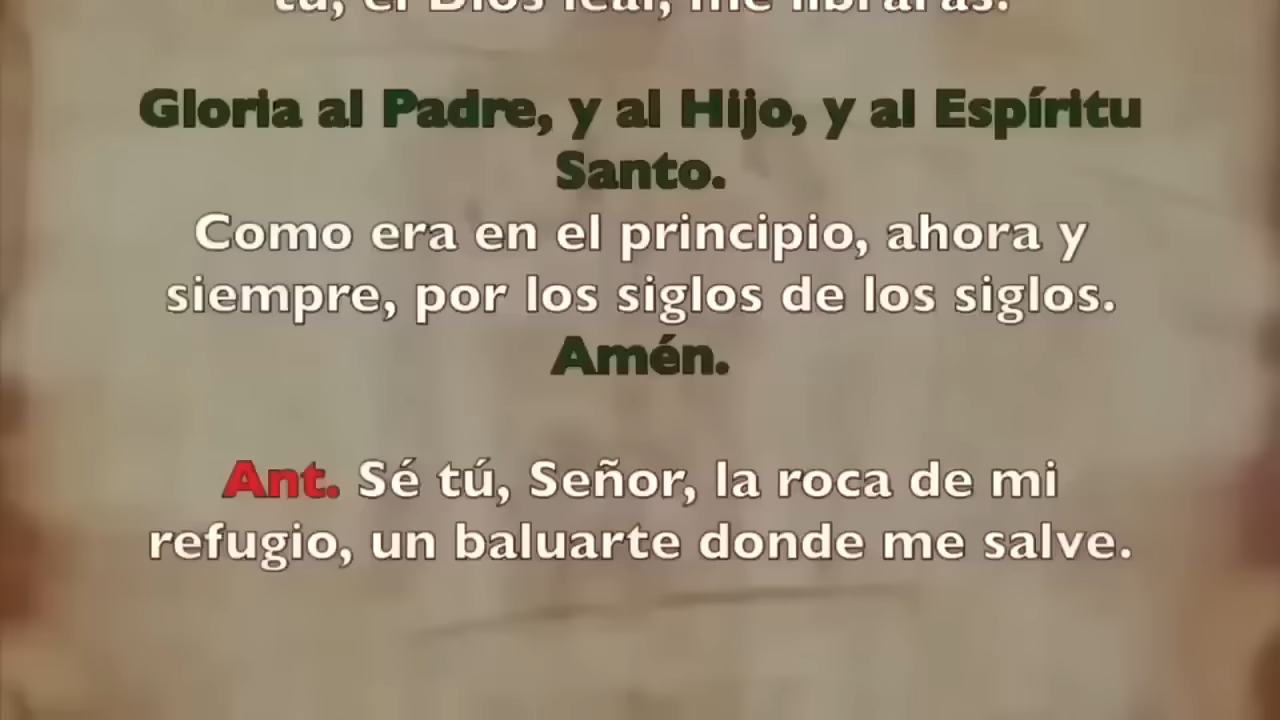 tú, el Dios leal, me librarás.
Gloria al Padre, y al Hijo, y al Espíritu
Santo.
Como era en el principio, ahora y
siempre, por los siglos de los siglos.
Amén.
Ant. Sé tú, Señor, la roca de mi
refugio, un baluarte donde me salve.